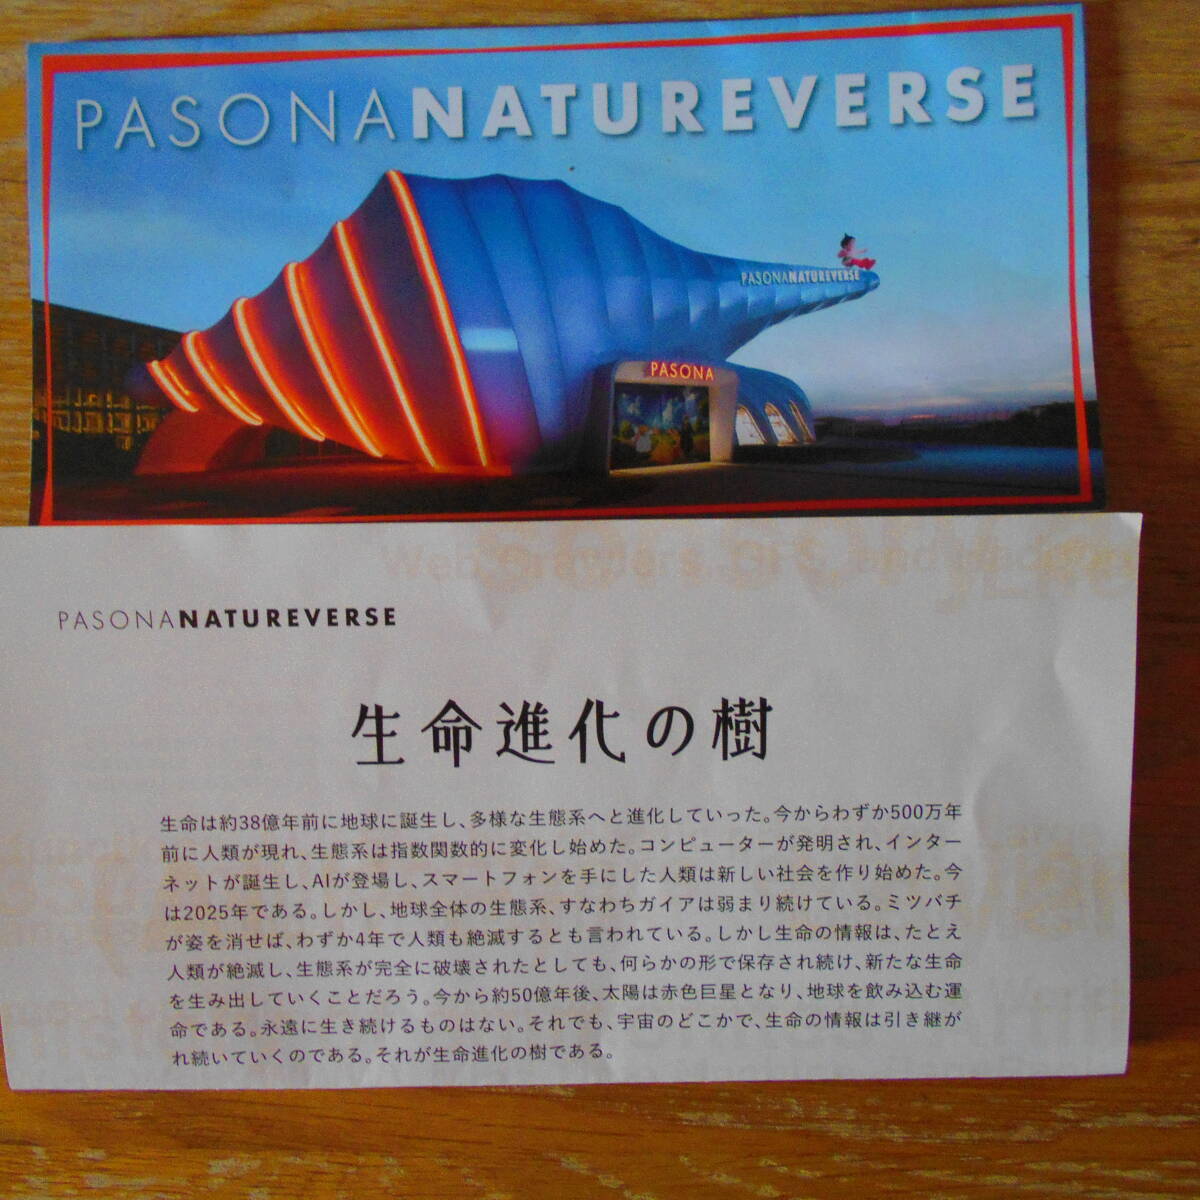 PASONANATUREVERSE
PASONANATUREVERSE
PASONA
PASONANATUREVERSE
生命進化の樹
生命は約38億年前に地球に誕生し、多様な生態系へと進化していった。今からわずか500万年
前に人類が現れ、生態系は指数関数的に変化し始めた。コンピューターが発明され、インター
ネットが誕生し、AIが登場し、スマートフォンを手にした人類は新しい社会を作り始めた。今
は2025年である。しかし、地球全体の生態系、すなわちガイアは弱まり続けている。ミツバチ
が姿を消せば、わずか4年で人類も絶滅するとも言われている。しかし生命の情報は、たとえ
人類が絶滅し、生態系が完全に破壊されたとしても、何らかの形で保存され続け、新たな生命
を生み出していくことだろう。今から約50億年後、太陽は赤色巨星となり、地球を飲み込む運
命である。永遠に生き続けるものはない。それでも、宇宙のどこかで、生命の情報は引き継が
れ続いていくのである。それが生命進化の樹である。